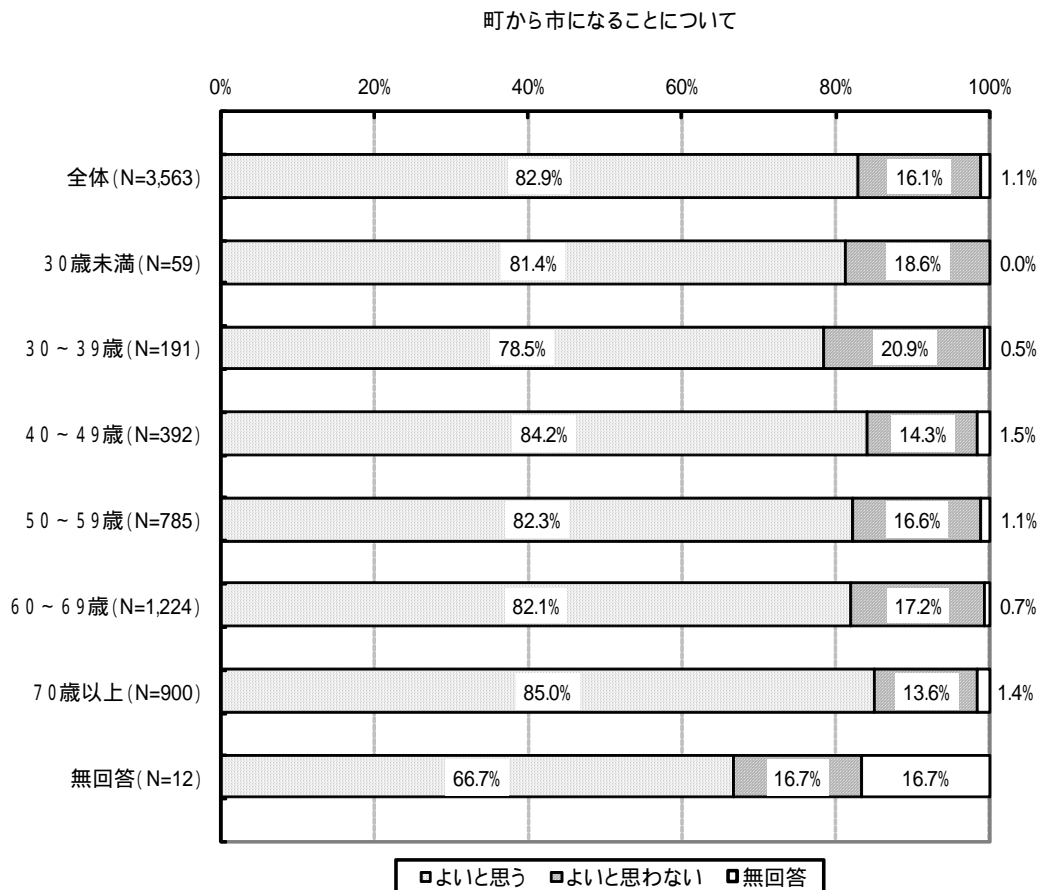 町から市になることについて
0% 20% 40% 60% 80% 100%
全体(N=3,563) 82.9% 16.1% 1.1%
30歳未満(N=59) 81.4% 18.6% 0.0%
30~39歳(N=191) 78.5% 20.9% 0.5%
40~49歳(N=392) 84.2% 14.3% 1.5%
50~59歳(N=785) 82.3% 16.6% 1.1%
60~69歳(N=1,224) 82.1% 17.2% 0.7%
70歳以上(N=900) 85.0% 13.6% 1.4%
無回答(N=12) 66.7% 16.7% 16.7%
よいと思う よいと思わない 無回答